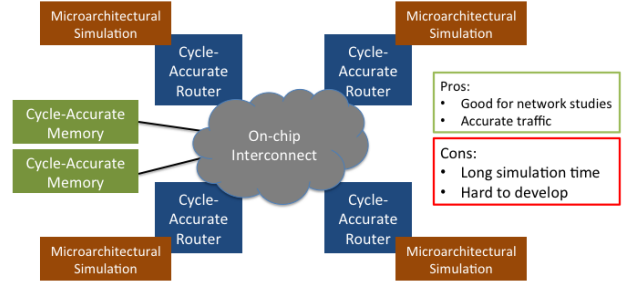 Microarchitectural
Simulation
Microarchitectural
Simulation
Cycle-
Accurate
Router
Cycle-
Accurate
Router
Cycle-Accurate
Memory
Cycle-Accurate
Memory
On-chip
Interconnect
Pros:
• Good for network studies
• Accurate traffic
Cons:
• Long simulation time
• Hard to develop
Cycle-
Accurate
Router
Cycle-
Accurate
Router
Microarchitectural
Simulation
Microarchitectural
Simulation